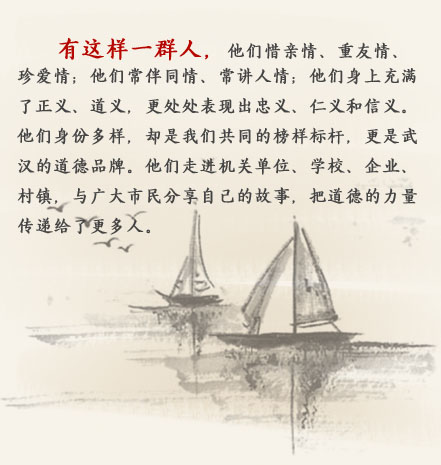 有这样一群人，他们惜亲情、重友情、
珍爱情；他们常伴同情、常讲人情；他们身上充满
了正义、道义，更处处表现出忠义、仁义和信义。
他们身份多样，却是我们共同的榜样标杆，更是武
汉的道德品牌。他们走进机关单位、学校、企业、
村镇，与广大市民分享自己的故事，把道德的力量
传递给了更多人。